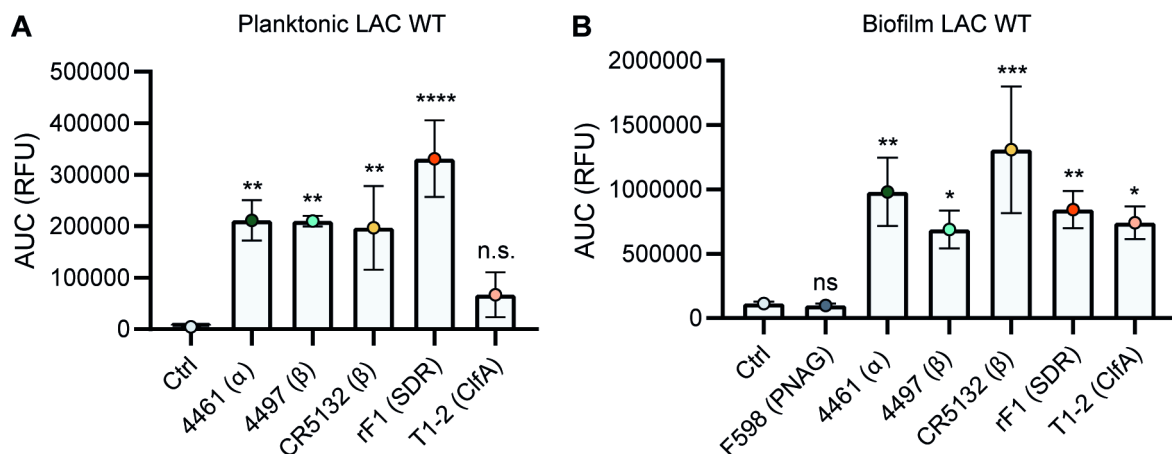 A
Planktonic LAC WT
AUC (RFU)
500000
400000
300000
200000
100000
0
**
**
**
****
n.s.
Ctrl
4461 (α)
4497 (β)
CR5132 (β)
rF1 (SDR)
T1-2 (ClfA)
B
Biofilm LAC WT
AUC (RFU)
2000000
1500000
1000000
500000
0
ns
**
*
***
**
*
Ctrl
F598 (PNAG)
4461 (α)
4497 (β)
CR5132 (β)
rF1 (SDR)
T1-2 (ClfA)